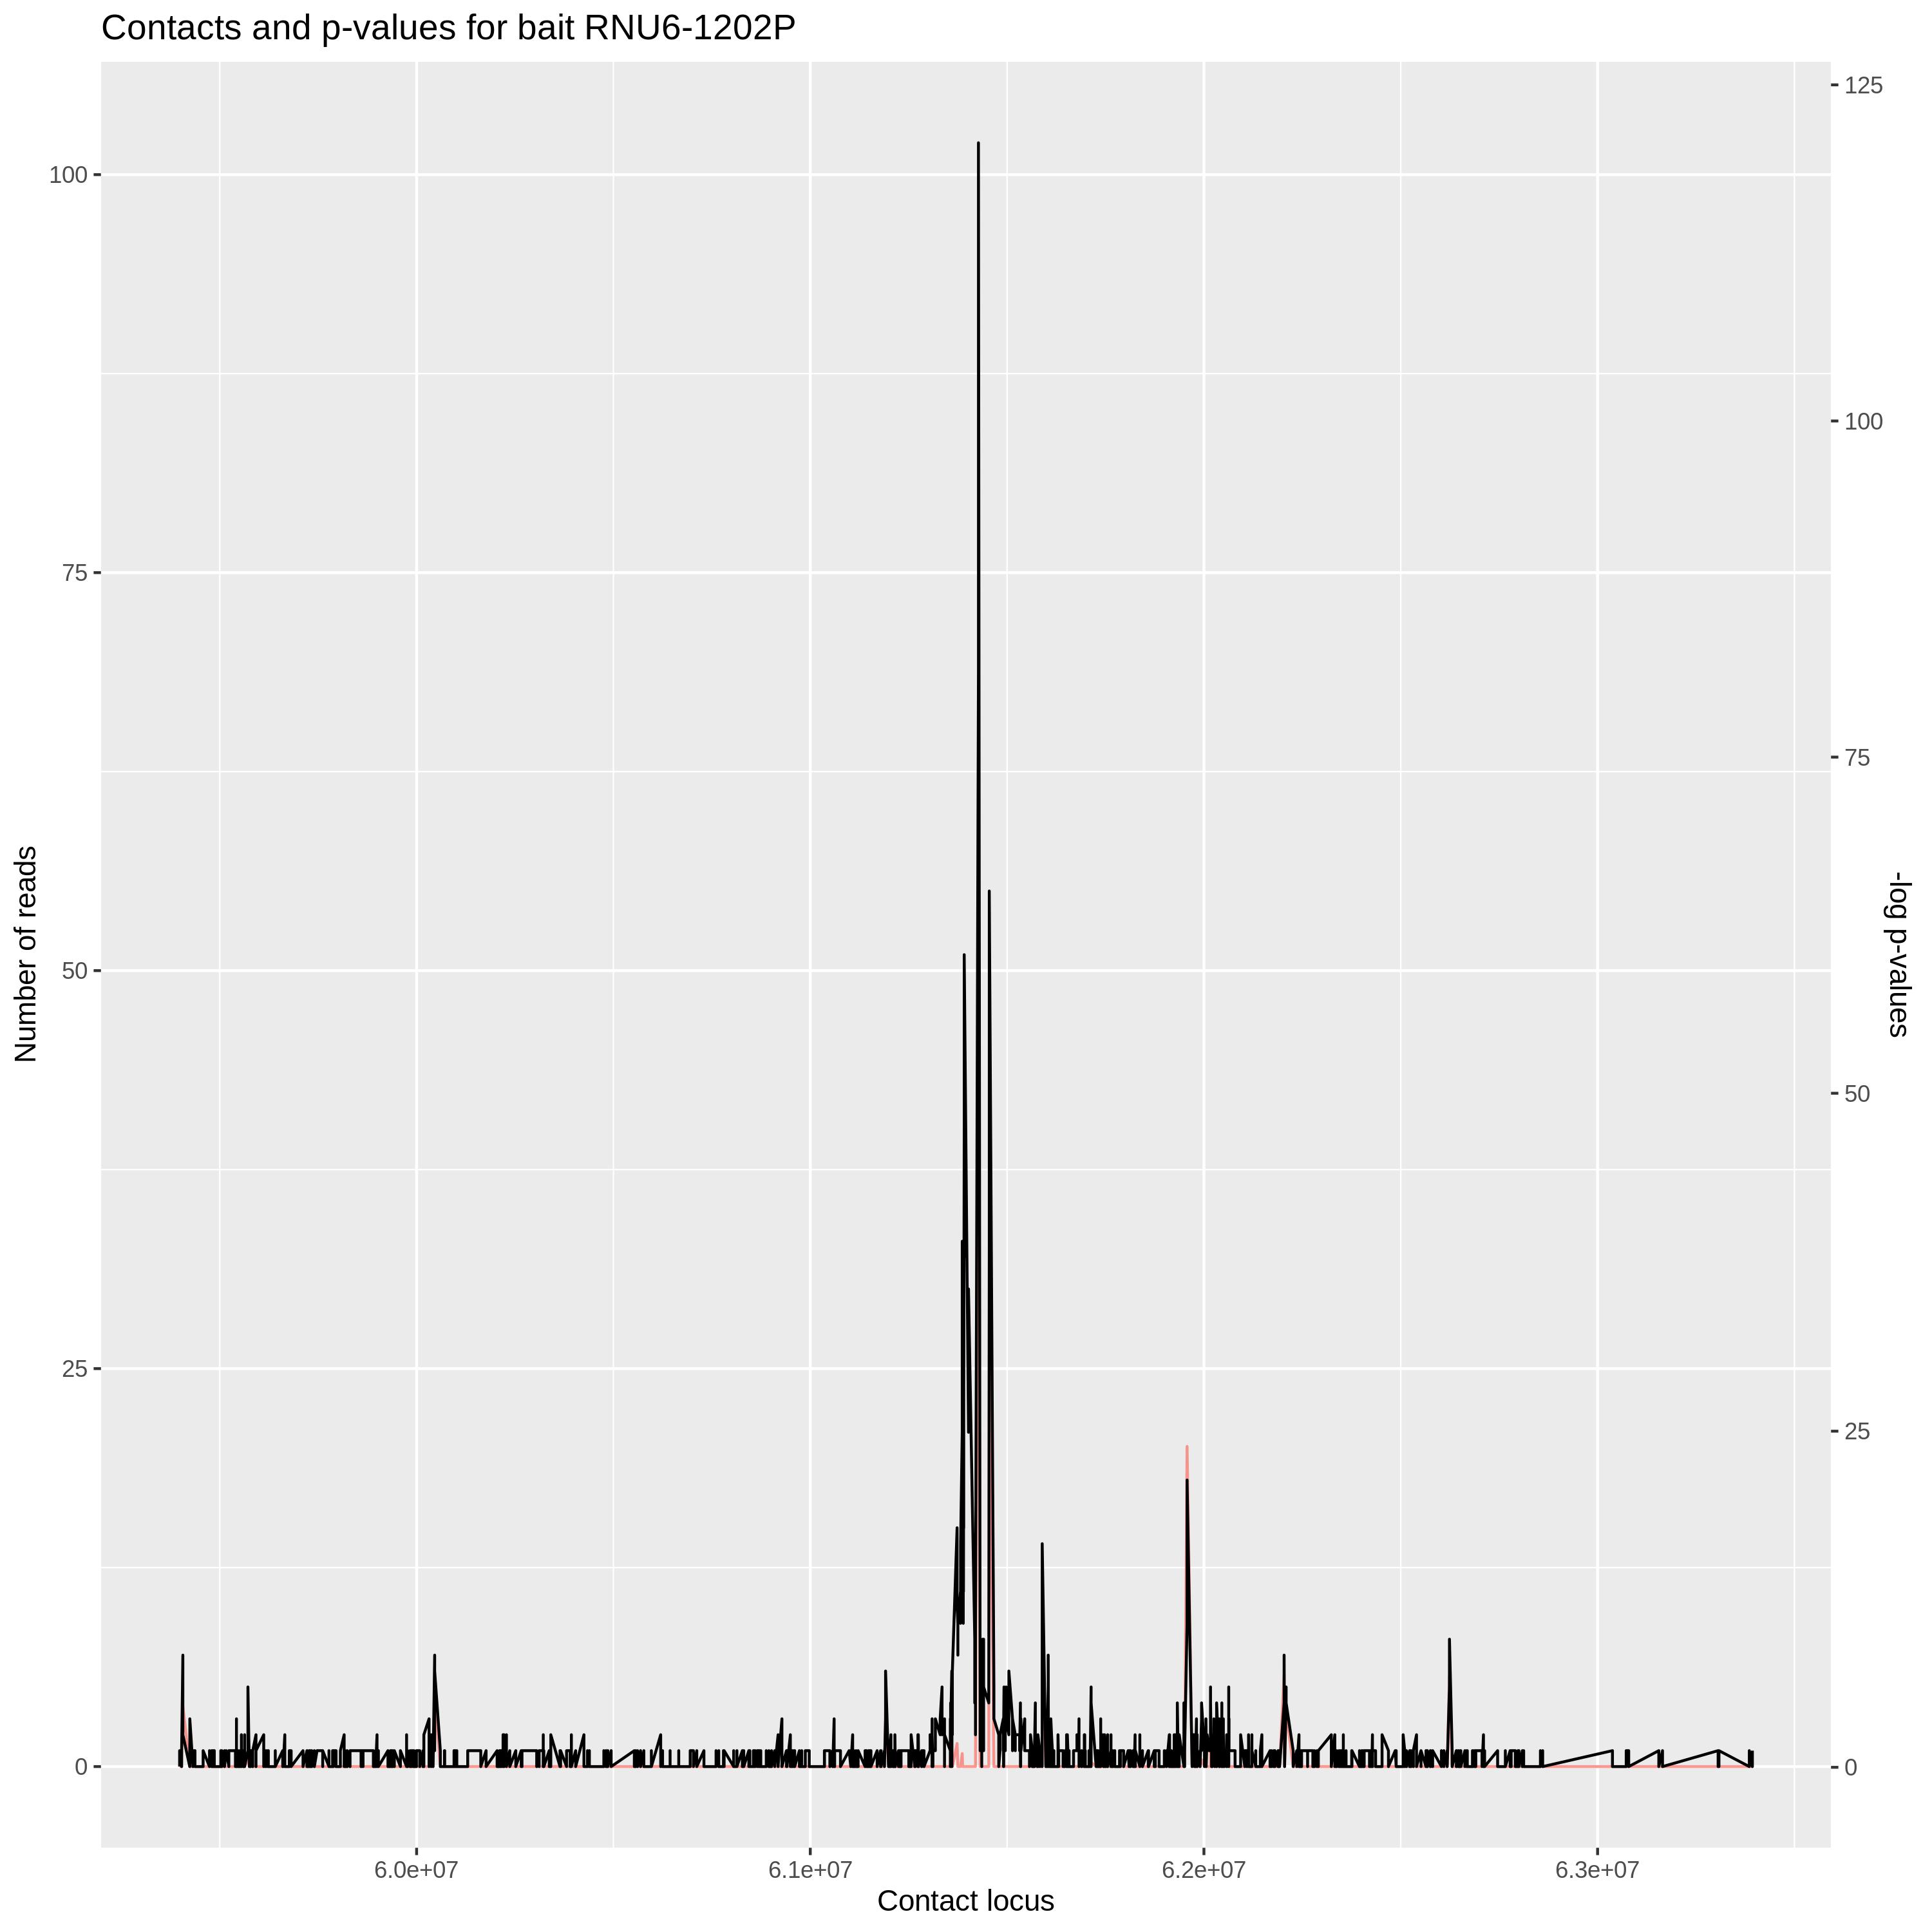 Contacts and p-values for bait RNU6-1202P
125
100
100
75
75
50
50
25
25
0
0
Number of reads
-log p-values
6.0e+07
6.1e+07
6.2e+07
6.3e+07
Contact locus